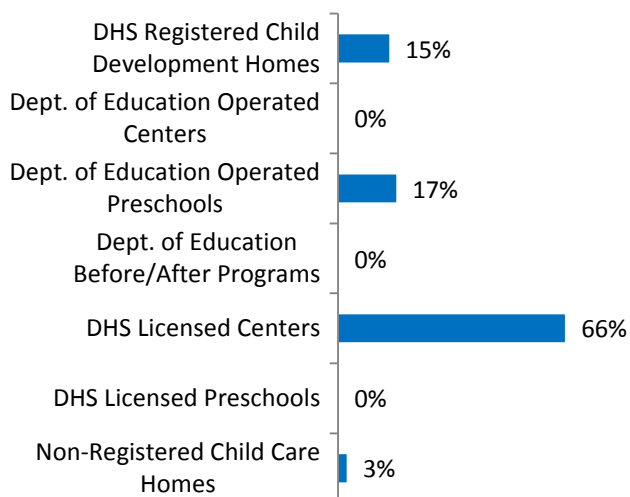 DHS Registered Child
Development Homes
15%
Dept. of Education Operated
Centers
0%
Dept. of Education Operated
Preschools
17%
Dept. of Education
Before/After Programs
0%
DHS Licensed Centers
66%
DHS Licensed Preschools
0%
Non-Registered Child Care
Homes
3%